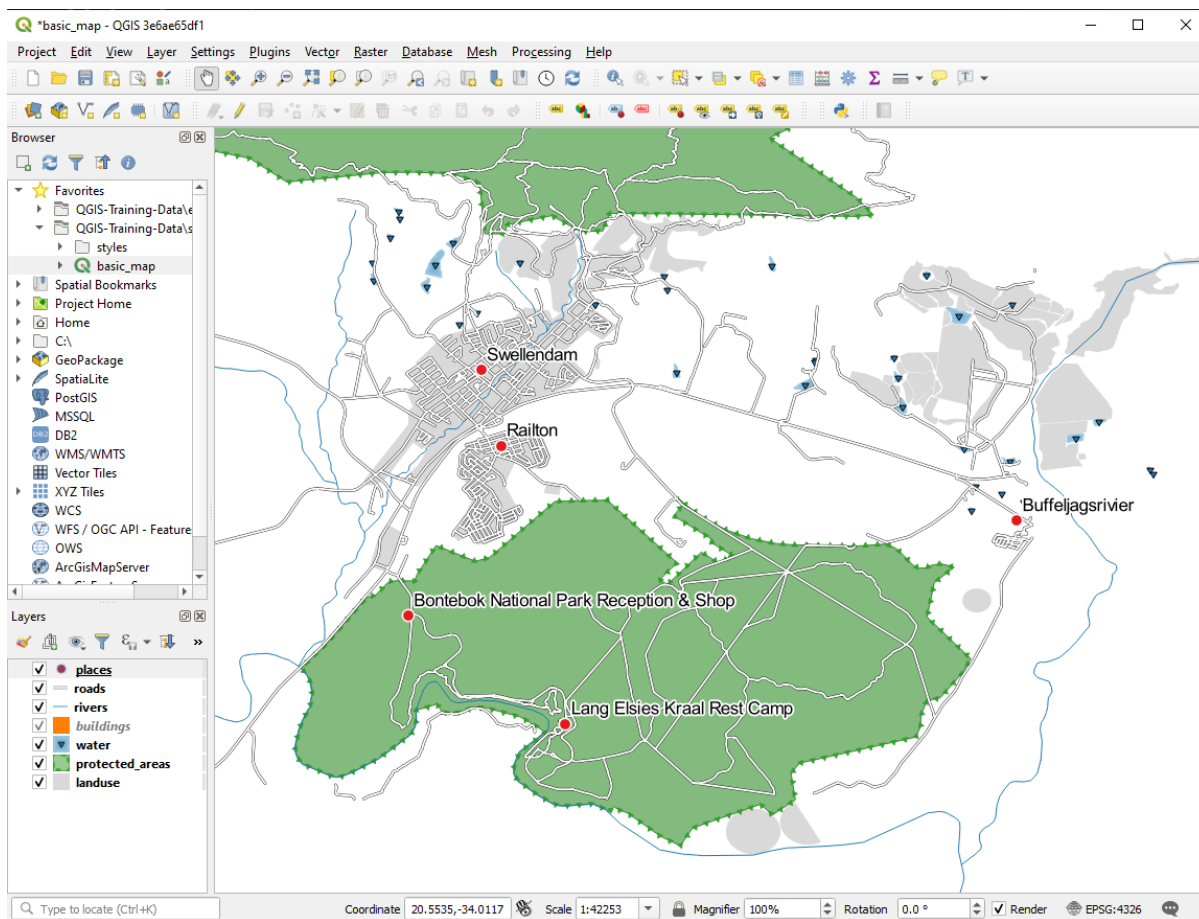 *basic_map - QGIS 3e6ae65df1
Project Edit View Layer Settings Plugins Vector Raster Database Mesh Processing Help
Browser
Favorites
QGIS-Training-Data\e
QGIS-Training-Data\s
styles
basic_map
Spatial Bookmarks
Project Home
Home
C:\
GeoPackage
SpatiaLite
PostGIS
MSSQL
DB2
WMS/WMTS
Vector Tiles
XYZ Tiles
WCS
WFS / OGC API - Feature
OWS
ArcGisMapServer
Layers
places
roads
rivers
buildings
water
protected_areas
landuse
Swellendam
Railton
Buffeljagsrivier
Bontebok National Park Reception & Shop
Lang Elsies Kraal Rest Camp
Type to locate (Ctrl+K) Coordinate 20.5535,-34.0117 Scale 1:42253 Magnifier 100% Rotation 0.0 ° Render EPSG:4326